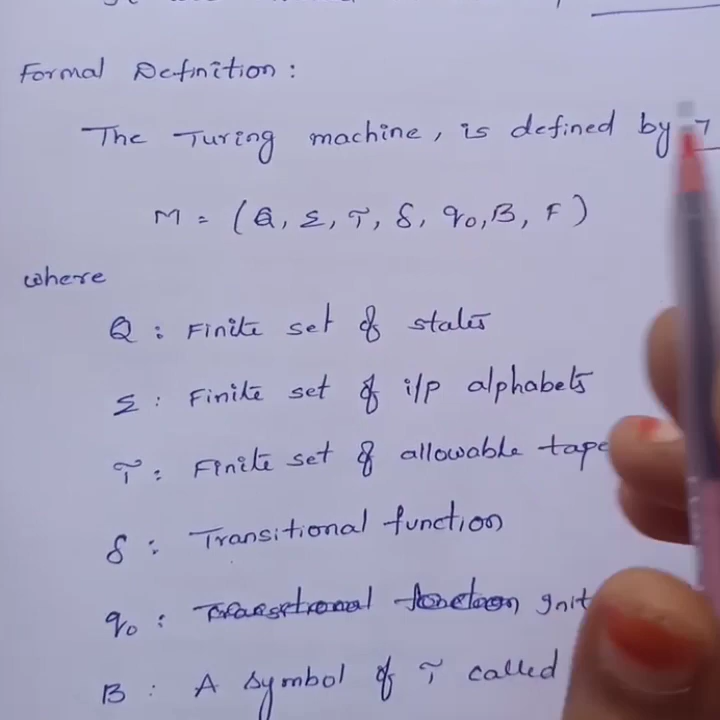 Formal Definition:
The Turing machine, is defined by 7
M = (Q, Σ, T, δ, q0, B, F)
where
Q : Finite set of states
Σ : Finite set of i/p alphabets
T : Finite set of allowable tape
δ : Transitional function
q0 : Transitional function Init
B : A symbol of T called